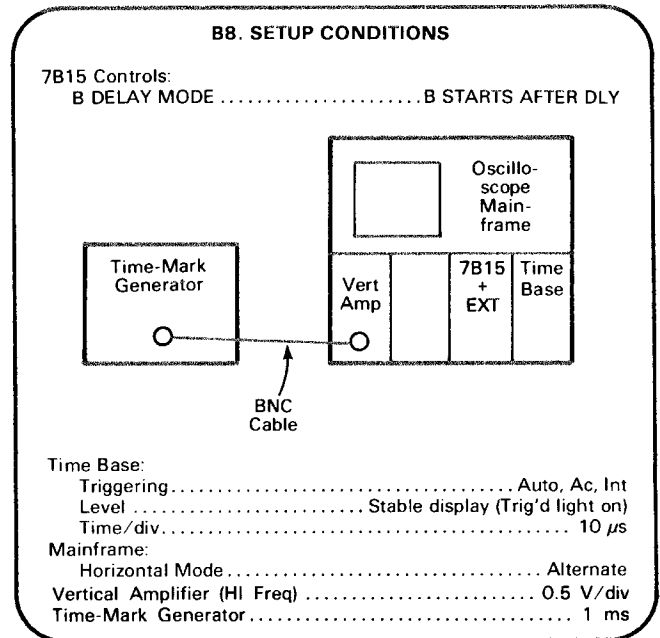 B8. SETUP CONDITIONS
7B15 Controls:
B DELAY MODE ...................... B STARTS AFTER DLY
Oscillo-
scope
Main-
frame
Time-Mark
Generator
Vert
Amp
7B15
+
EXT
Time
Base
BNC
Cable
Time Base:
Triggering ................................... Auto, Ac, Int
Level ........................ Stable display (Trig'd light on)
Time/div ......................................... 10 µs
Mainframe:
Horizontal Mode ................................ Alternate
Vertical Amplifier (HI Freq) ........................ 0.5 V/div
Time-Mark Generator ................................. 1 ms